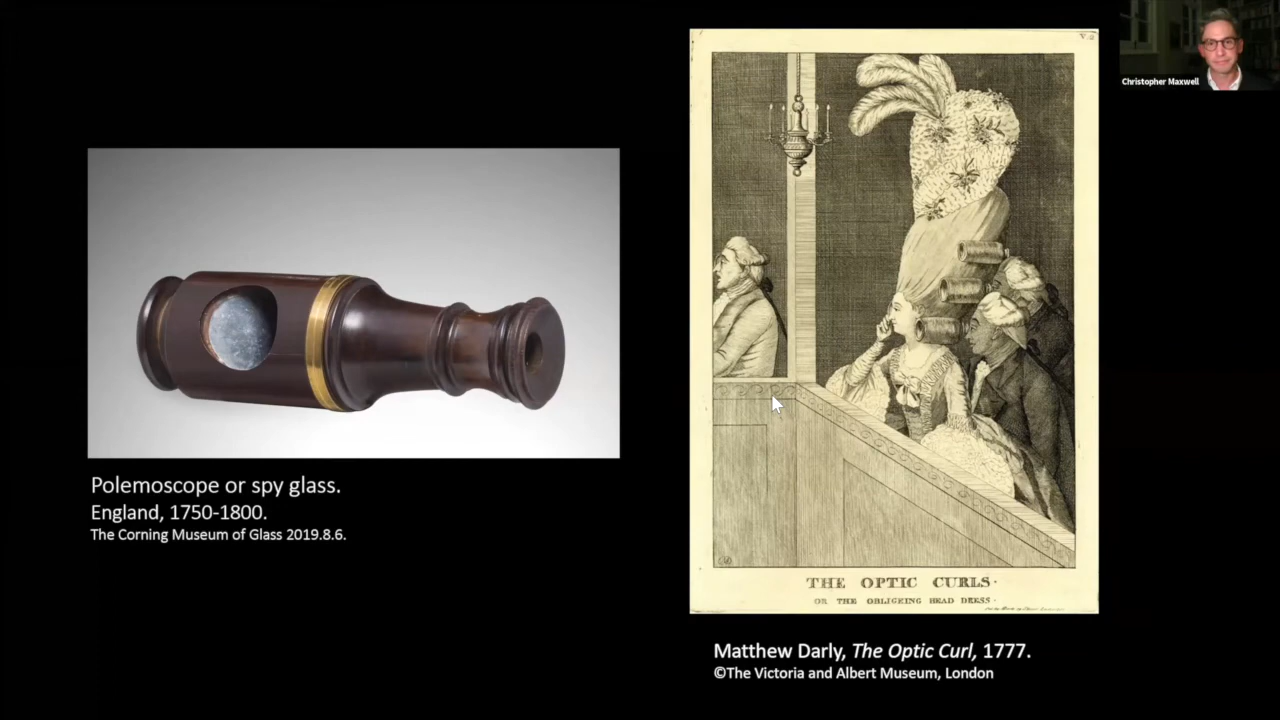 Christopher Maxwell
Polemoscope or spy glass.
England, 1750-1800.
The Corning Museum of Glass 2019.8.6.
THE OPTIC CURLS·
OR THE OBLIGEING HEAD DRESS·
Matthew Darly, The Optic Curl, 1777.
©The Victoria and Albert Museum, London